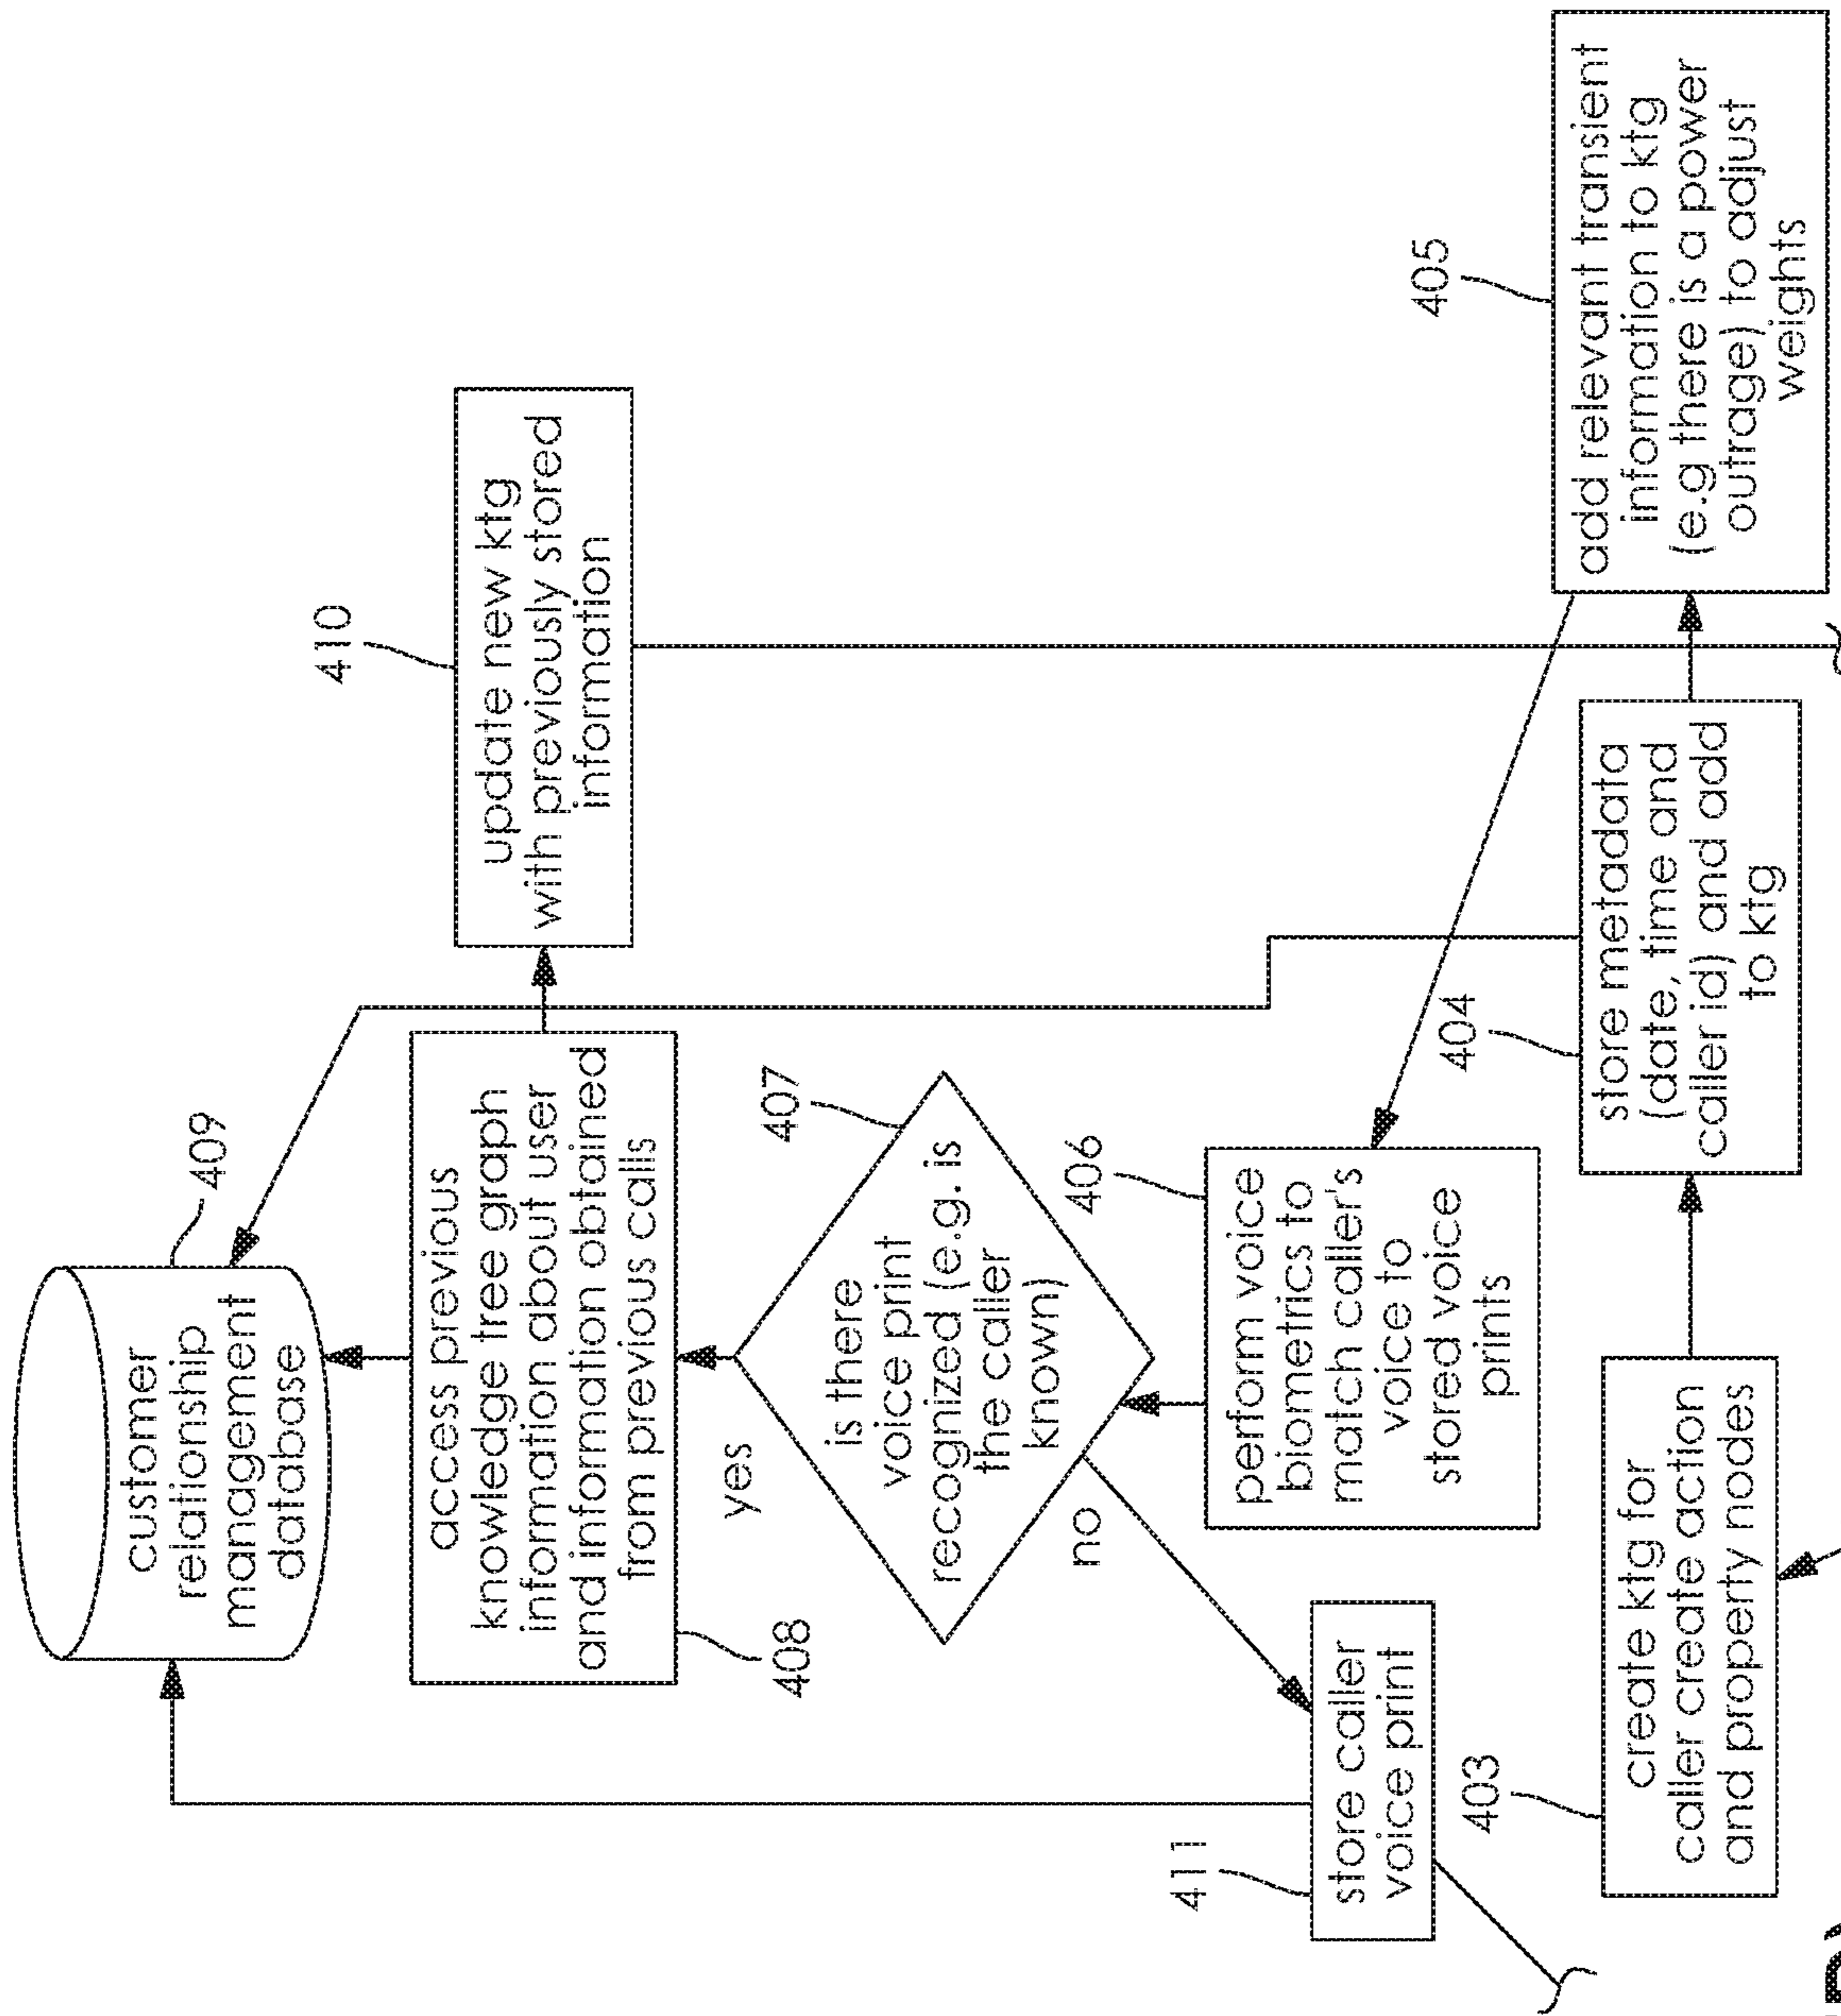 customer
relationship
management
database
409
access previous
knowledge tree graph
information about user
and information obtained
from previous calls
408
update new ktg
with previously stored
information
410
yes
is there
voice print
recognized (e.g. is
the caller
known)
407
no
perform voice
biometrics to
match caller's
voice to
stored voice
prints
406
store caller
voice print
411
create ktg for
caller create action
and property nodes
403
store metadata
(date, time and
caller id) and add
to ktg
404
add relevant transient
information to ktg
(e.g there is a power
outrage) to adjust
weights
405